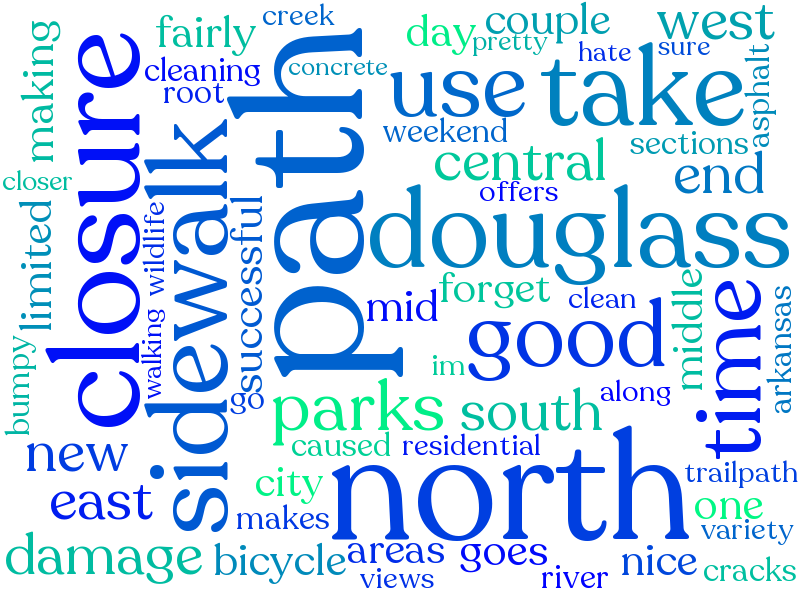 creek
fairly
couple
west
day
pretty
hate
sure
making
closure
cleaning
concrete
root
path
use
take
asphalt
weekend
sections
sidewalk
central
end
closer
offers
douglass
limited
wildlife
successful
mid
forget
clean
middle
time
arkansas
good
bumpy
walking
go
im
along
parks
south
new
caused
residential
north
city
trailpath
east
makes
one
variety
damage
bicycle
areas
goes
nice
cracks
views
river